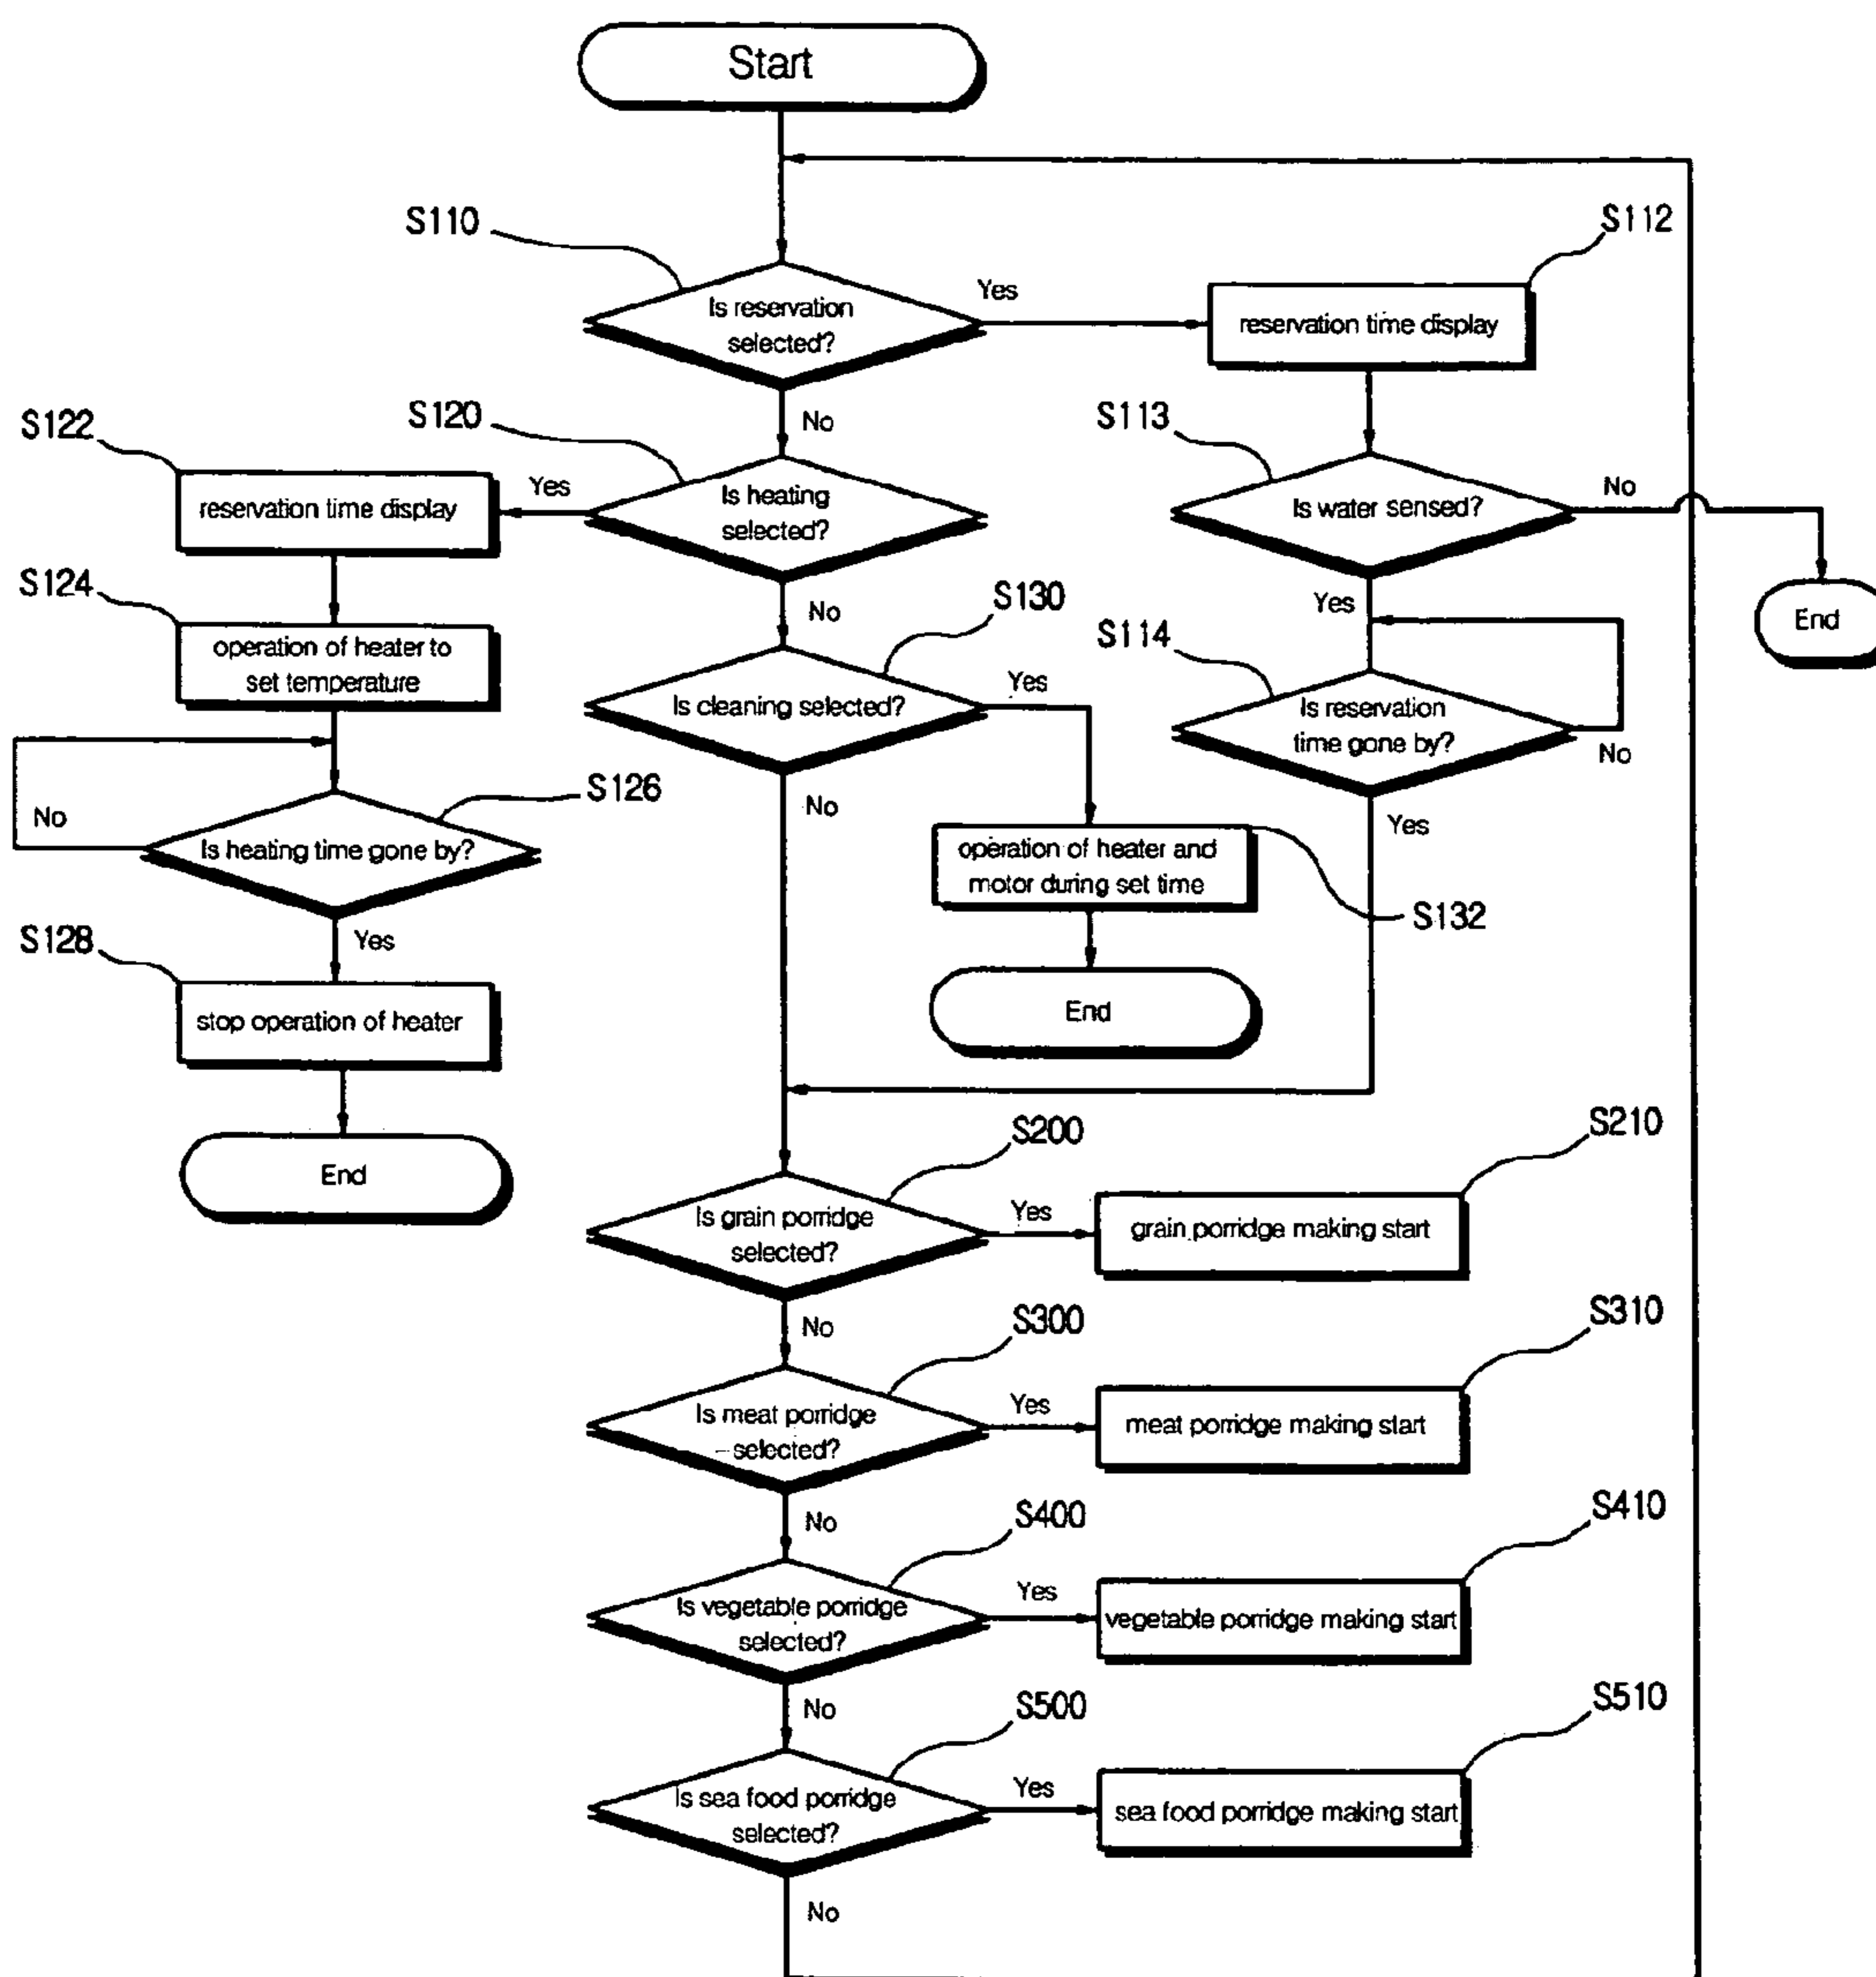 Start
S110
Is reservation
selected?
Yes
S112
reservation time display
No
S113
Is water sensed?
No
End
Yes
S114
Is reservation
time gone by?
No
Yes
S120
Is heating
selected?
Yes
S122
reservation time display
S124
operation of heater to
set temperature
No
S126
Is heating time gone by?
Yes
S128
stop operation of heater
End
No
S130
Is cleaning selected?
Yes
operation of heater and
motor during set time
S132
End
No
S200
Is grain porridge
selected?
Yes
S210
grain porridge making start
No
S300
Is meat porridge
selected?
Yes
S310
meat porridge making start
No
S400
Is vegetable porridge
selected?
Yes
S410
vegetable porridge making start
No
S500
Is sea food porridge
selected?
Yes
S510
sea food porridge making start
No